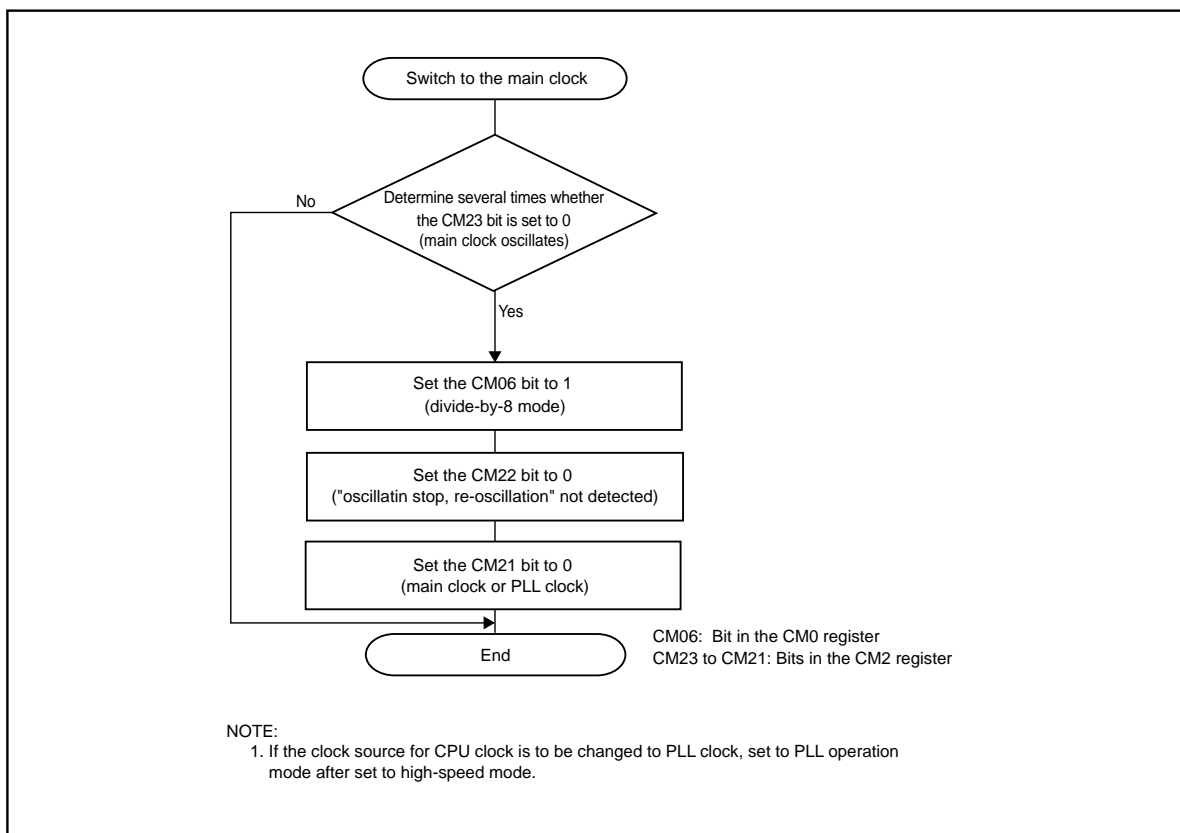 Switch to the main clock
No
Determine several times whether
the CM23 bit is set to 0
(main clock oscillates)
Yes
Set the CM06 bit to 1
(divide-by-8 mode)
Set the CM22 bit to 0
("oscillatin stop, re-oscillation" not detected)
Set the CM21 bit to 0
(main clock or PLL clock)
End
CM06:  Bit in the CM0 register
CM23 to CM21: Bits in the CM2 register
NOTE:
1. If the clock source for CPU clock is to be changed to PLL clock, set to PLL operation
mode after set to high-speed mode.